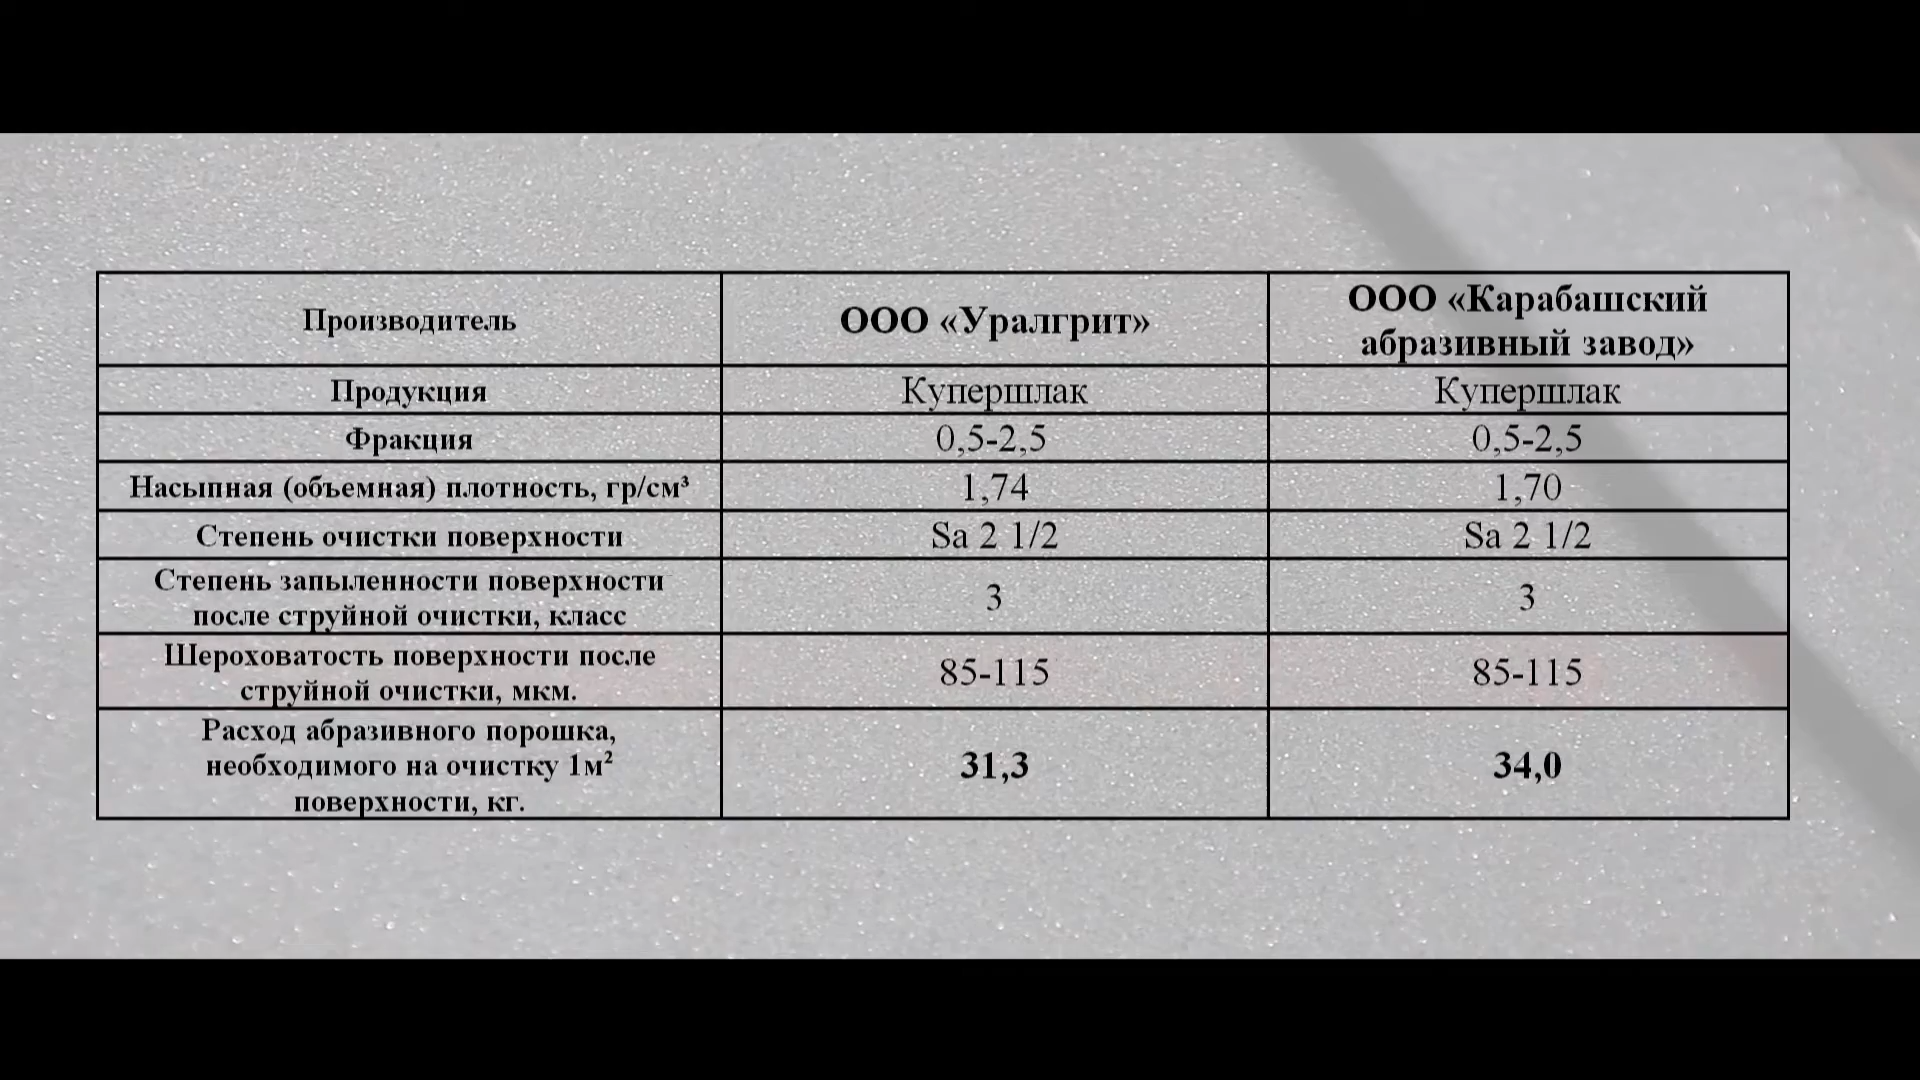 Производитель
ООО «Уралгрит»
ООО «Карабашский
абразивный завод»
Продукция
Купершлак
Купершлак
Фракция
0,5-2,5
0,5-2,5
Насыпная (объемная) плотность, гр/см³
1,74
1,70
Степень очистки поверхности
Sa 2 1/2
Sa 2 1/2
Степень запыленности поверхности
после струйной очистки, класс
3
3
Шероховатость поверхности после
струйной очистки, мкм.
85-115
85-115
Расход абразивного порошка,
необходимого на очистку 1м²
поверхности, кг.
31,3
34,0